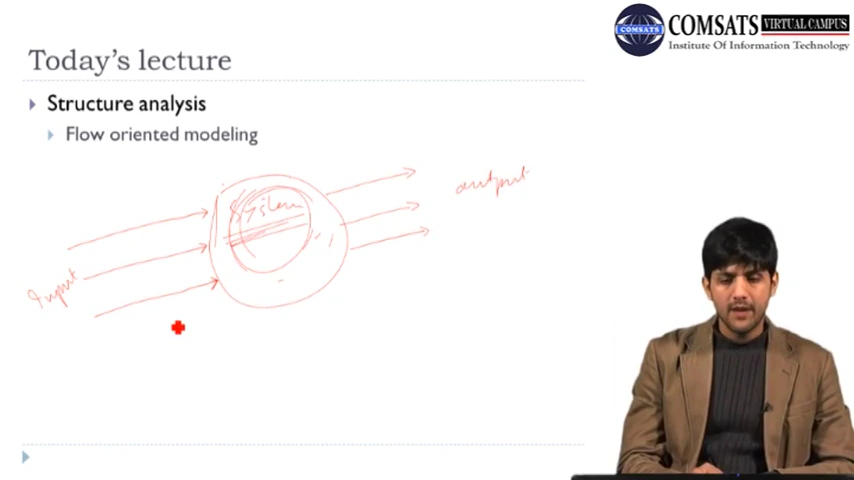 COMSATS VIRTUAL CAMPUS
COMSATS
Institute Of Information Technology
Today's lecture
Structure analysis
Flow oriented modeling
System
output
Input